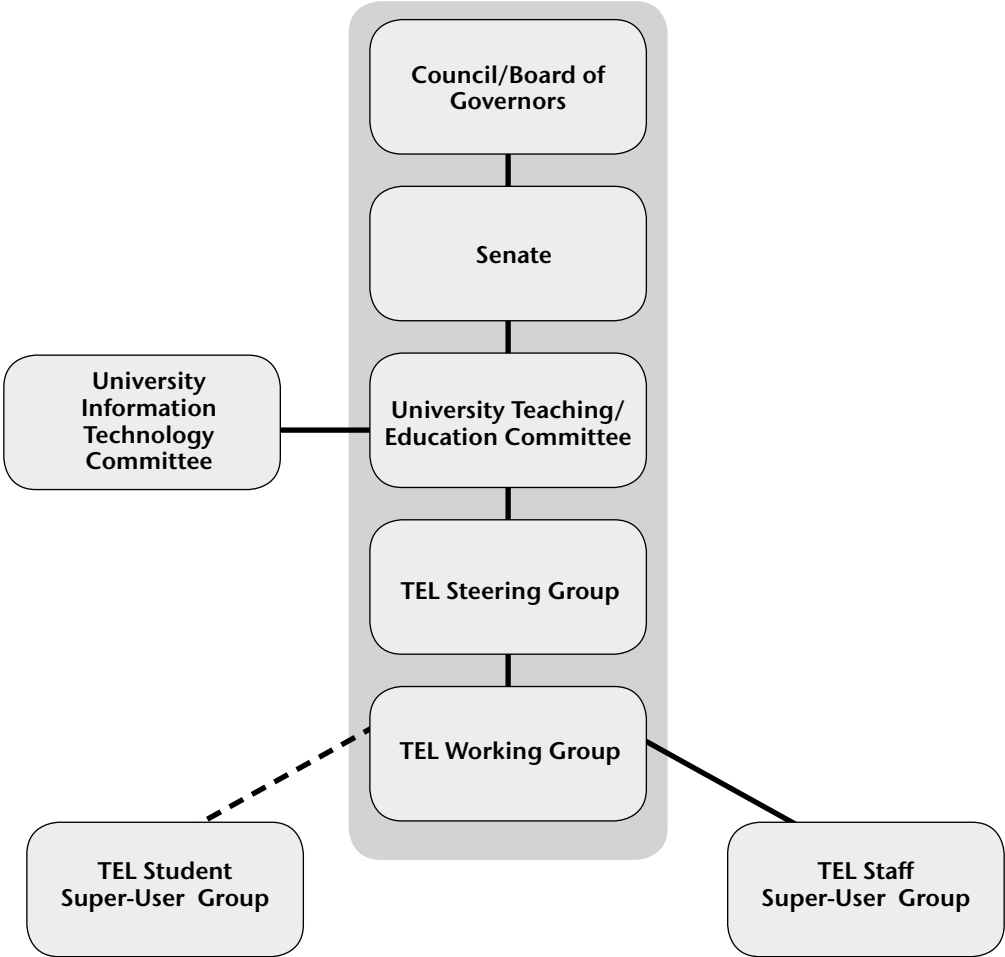 Council/Board of
Governors
Senate
University
Information
Technology
Committee
University Teaching/
Education Committee
TEL Steering Group
TEL Working Group
TEL Student
Super-User Group
TEL Staff
Super-User Group